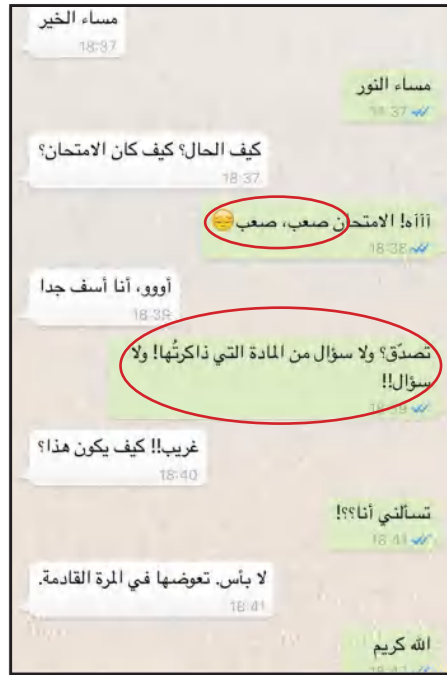 مساء الخير
18:37
مساء النور
18:37
كيف الحال؟ كيف كان الامتحان؟
18:37
آآآه! الامتحان صعب، صعب😔
18:38
أووو، أنا أسف جدا
18:39
تصدّق؟ ولا سؤال من المادة التي ذاكرتُها! ولا
سؤال!!
18:39
غريب!! كيف يكون هذا؟
18:40
تسألني أنا؟؟!
18:41
لا بأس. تعوضها في المرة القادمة.
18:41
الله كريم